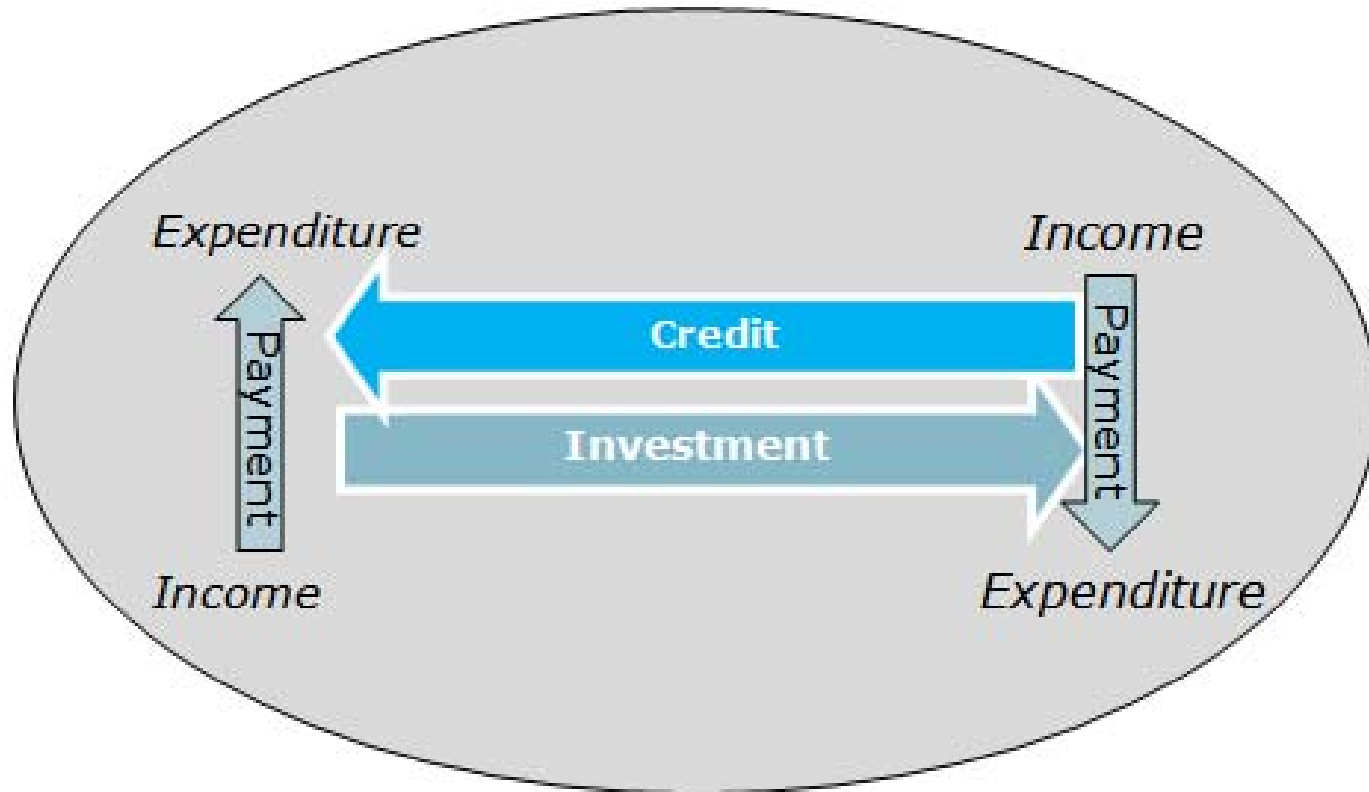 Expenditure
Income
Credit
Payment
Payment
Investment
Income
Expenditure